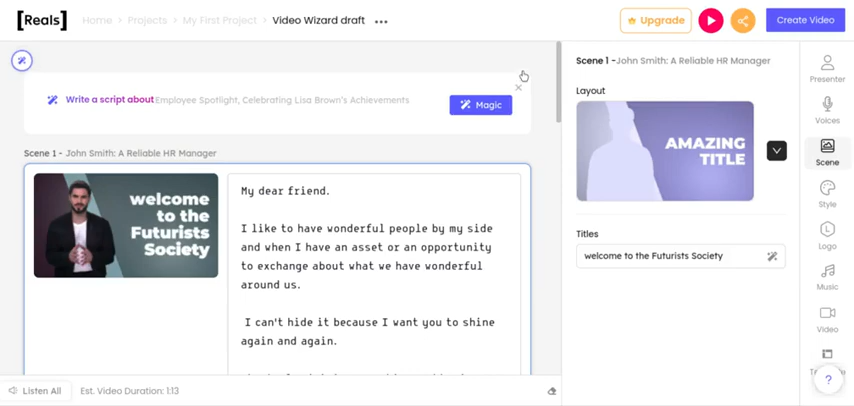 [Reals]
Home > Projects > My First Project > Video Wizard draft •••
Upgrade
Create Video
Write a script about Employee Spotlight, Celebrating Lisa Brown's Achievements
Magic
Scene 1 - John Smith: A Reliable HR Manager
welcome
to the
Futurists
Society
My dear friend.
I like to have wonderful people by my side
and when I have an asset or an opportunity
to exchange about what we have wonderful
around us.
I can't hide it because I want you to shine
again and again.
Listen All
Est. Video Duration: 1:13
Scene 1 -John Smith: A Reliable HR Manager
Layout
AMAZING
TITLE
Titles
welcome to the Futurists Society
Presenter
Voices
Scene
Style
Logo
Music
Video
?